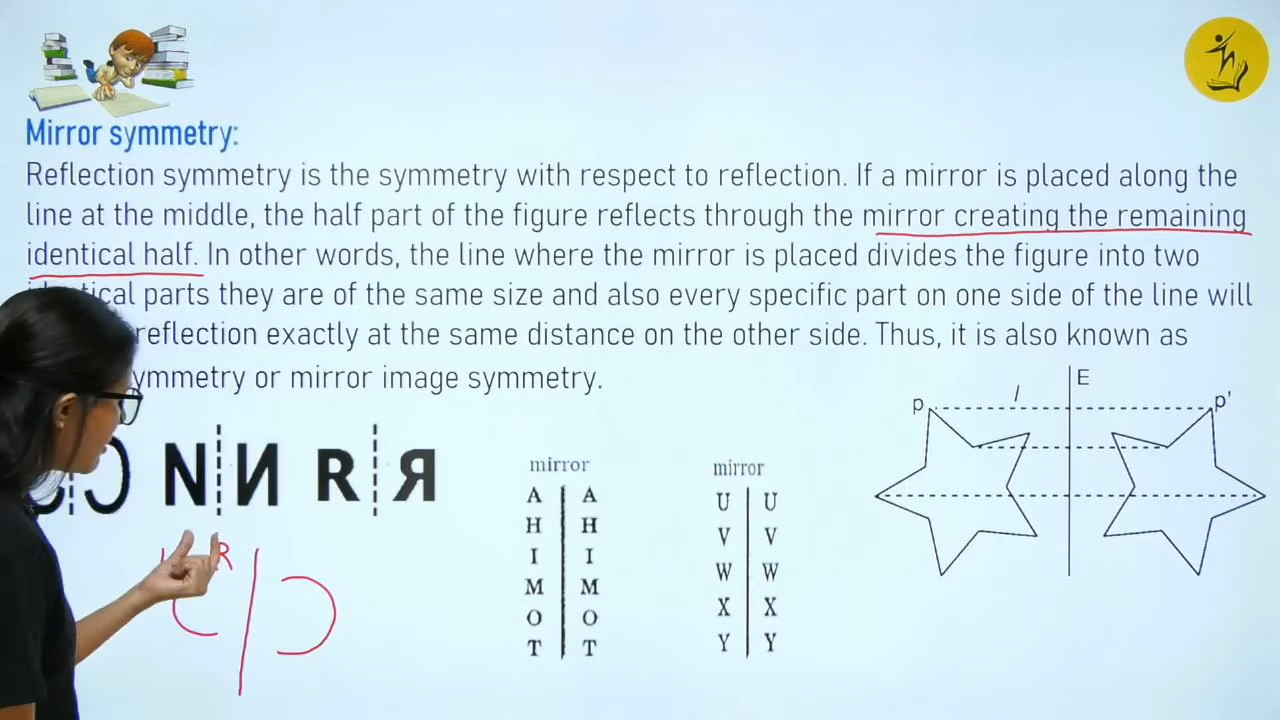 Mirror symmetry:
Reflection symmetry is the symmetry with respect to reflection. If a mirror is placed along the
line at the middle, the half part of the figure reflects through the mirror creating the remaining
identical half. In other words, the line where the mirror is placed divides the figure into two
identical parts they are of the same size and also every specific part on one side of the line will
reflection exactly at the same distance on the other side. Thus, it is also known as
symmetry or mirror image symmetry.
N И R Я
R
mirror
A A
H H
I I
M M
O O
T T
mirror
U U
V V
W W
X X
Y Y
E
l
p p'